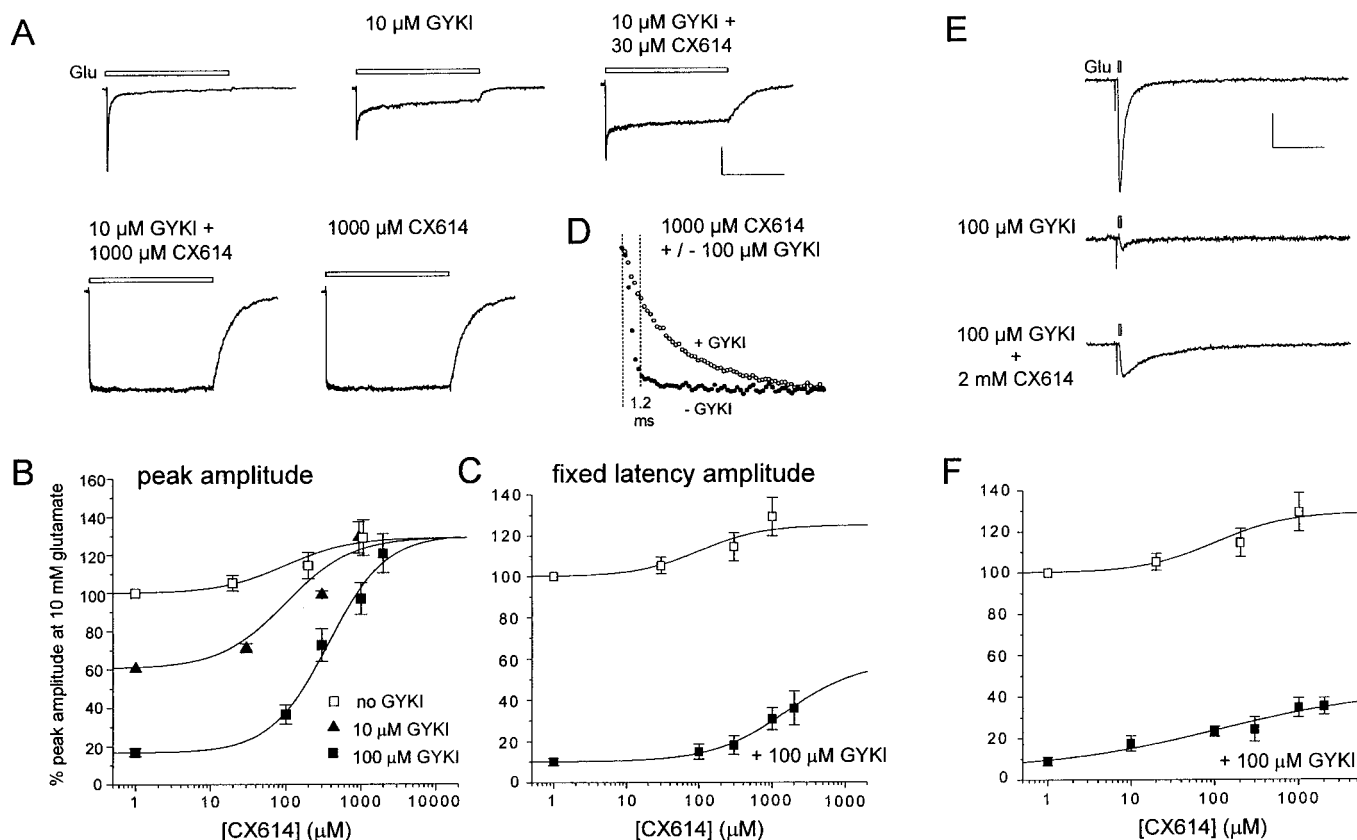 A
Glu
10 µM GYKI
10 µM GYKI +
30 µM CX614
10 µM GYKI +
1000 µM CX614
1000 µM CX614
D
1000 µM CX614
+ / - 100 µM GYKI
+ GYKI
- GYKI
1.2
ms
E
Glu
100 µM GYKI
100 µM GYKI
+
2 mM CX614
B
peak amplitude
% peak amplitude at 10 mM glutamate
140
120
100
80
60
40
20
0
no GYKI
10 µM GYKI
100 µM GYKI
1
10
100
1000
10000
[CX614] (µM)
C
fixed latency amplitude
140
120
100
80
60
40
20
0
+ 100 µM GYKI
1
10
100
1000
[CX614] (µM)
F
140
120
100
80
60
40
20
0
+ 100 µM GYKI
1
10
100
1000
[CX614] (µM)